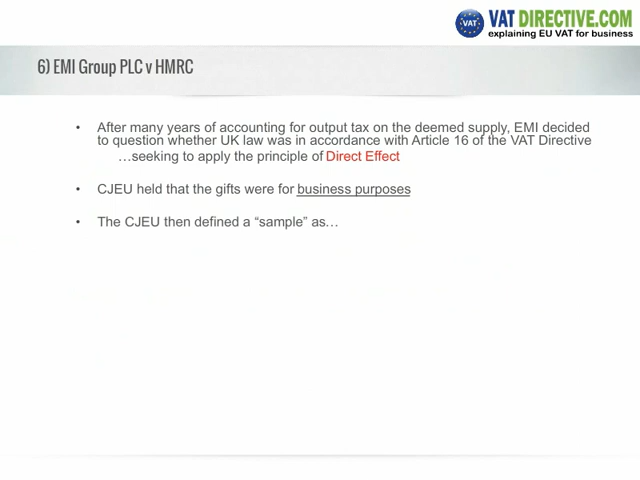 VAT
VAT DIRECTIVE.COM
explaining EU VAT for business
6) EMI Group PLC v HMRC
• After many years of accounting for output tax on the deemed supply, EMI decided
to question whether UK law was in accordance with Article 16 of the VAT Directive
…seeking to apply the principle of Direct Effect
• CJEU held that the gifts were for business purposes
• The CJEU then defined a “sample” as…